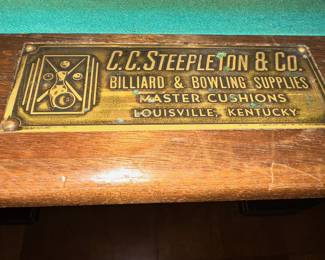 C.C. STEEPLETON & CO.
BILLIARD & BOWLING SUPPLIES
MASTER CUSHIONS
LOUISVILLE, KENTUCKY